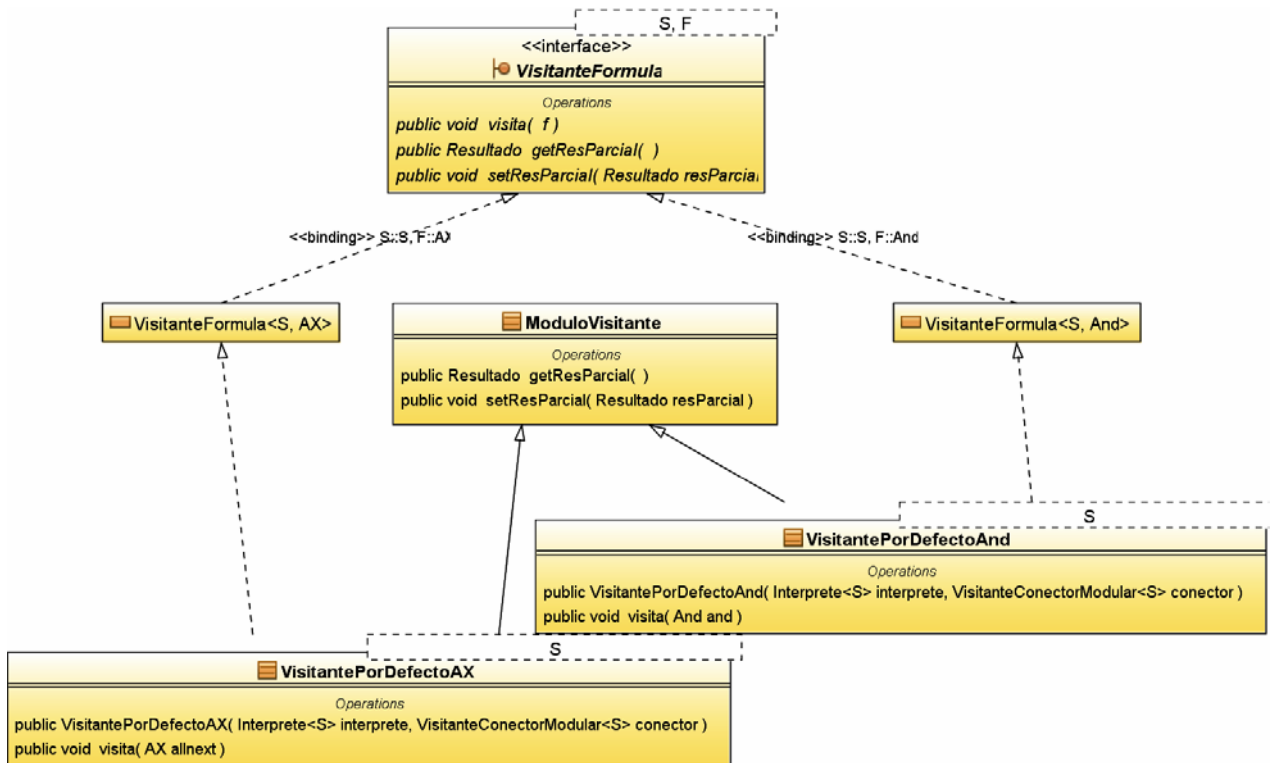 S, F
<<interface>>
VisitanteFormula
Operations
public void visita( f )
public Resultado getResParcial( )
public void setResParcial( Resultado resParcial
<<binding>> S::S, F::AX
<<binding>> S::S, F::And
VisitanteFormula<S, AX>
ModuloVisitante
Operations
public Resultado getResParcial( )
public void setResParcial( Resultado resParcial )
VisitanteFormula<S, And>
S
VisitantePorDefectoAnd
Operations
public VisitantePorDefectoAnd( Interprete<S> interprete, VisitanteConectorModular<S> conector )
public void visita( And and )
S
VisitantePorDefectoAX
Operations
public VisitantePorDefectoAX( Interprete<S> interprete, VisitanteConectorModular<S> conector )
public void visita( AX allnext )